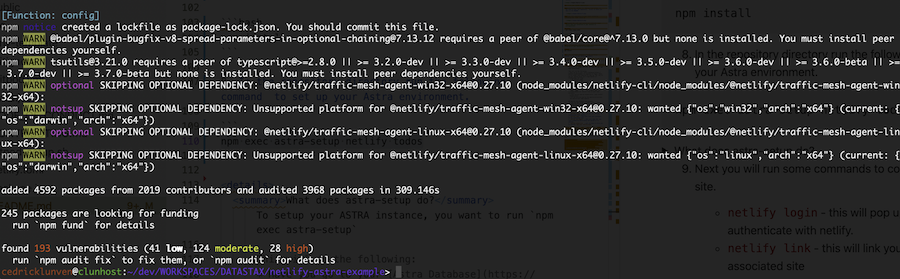 [Function: config]
npm notice created a lockfile as package-lock.json. You should commit this file.
npm WARN @babel/plugin-bugfix-v8-spread-parameters-in-optional-chaining@7.13.12 requires a peer of @babel/core@^7.13.0 but none is installed. You must install peer
dependencies yourself.
npm WARN tsutils@3.21.0 requires a peer of typescript@>=2.8.0 || >= 3.2.0-dev || >= 3.3.0-dev || >= 3.4.0-dev || >= 3.5.0-dev || >= 3.6.0-dev || >= 3.6.0-beta || >=
3.7.0-dev || >= 3.7.0-beta but none is installed. You must install peer dependencies yourself.
npm WARN optional SKIPPING OPTIONAL DEPENDENCY: @netlify/traffic-mesh-agent-win32-x64@0.27.10 (node_modules/netlify-cli/node_modules/@netlify/traffic-mesh-agent-win
32-x64):
npm WARN notsup SKIPPING OPTIONAL DEPENDENCY: Unsupported platform for @netlify/traffic-mesh-agent-win32-x64@0.27.10: wanted {"os":"win32","arch":"x64"} (current: {
"os":"darwin","arch":"x64"})
npm WARN optional SKIPPING OPTIONAL DEPENDENCY: @netlify/traffic-mesh-agent-linux-x64@0.27.10 (node_modules/netlify-cli/node_modules/@netlify/traffic-mesh-agent-lin
ux-x64):
npm WARN notsup SKIPPING OPTIONAL DEPENDENCY: Unsupported platform for @netlify/traffic-mesh-agent-linux-x64@0.27.10: wanted {"os":"linux","arch":"x64"} (current: {
"os":"darwin","arch":"x64"})
added 4592 packages from 2019 contributors and audited 3968 packages in 309.146s
245 packages are looking for funding
run `npm fund` for details
found 193 vulnerabilities (41 low, 124 moderate, 28 high)
run `npm audit fix` to fix them, or `npm audit` for details
cedricklunven@clunhost:~/dev/WORKSPACES/DATASTAX/netlify-astra-example>
npm install
8. In the repository directory run the follow
your Astra environment.
npm exec astra-setup netlify todos
9. Next you will run some commands to co
site.
<summary>What does astra-setup do?</summary>
To setup your ASTRA instance, you want to run `npm
exec astra-setup`
netlify login - this will pop u
authenticate with netlify.
netlify link - this will link you
associated site